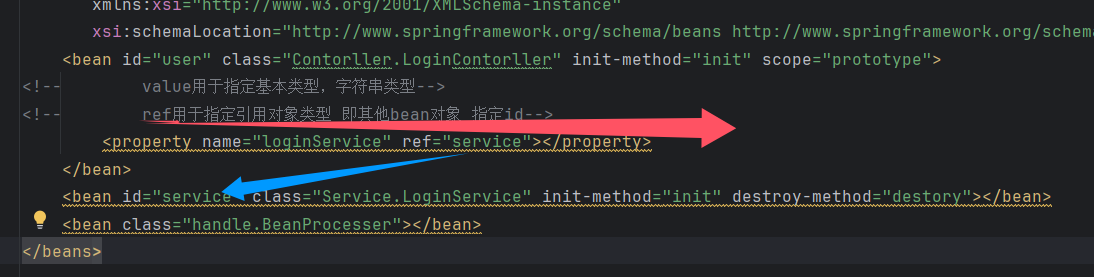 xmlns:xsi="http://www.w3.org/2001/XMLSchema-instance"
xsi:schemaLocation="http://www.springframework.org/schema/beans http://www.springframework.org/schema
<bean id="user" class="Contorller.LoginContorller" init-method="init" scope="prototype">
<!-- value用于指定基本类型，字符串类型-->
<!-- ref用于指定引用对象类型 即其他bean对象 指定id-->
<property name="loginService" ref="service"></property>
</bean>
<bean id="service" class="Service.LoginService" init-method="init" destroy-method="destory"></bean>
<bean class="handle.BeanProcesser"></bean>
</beans>